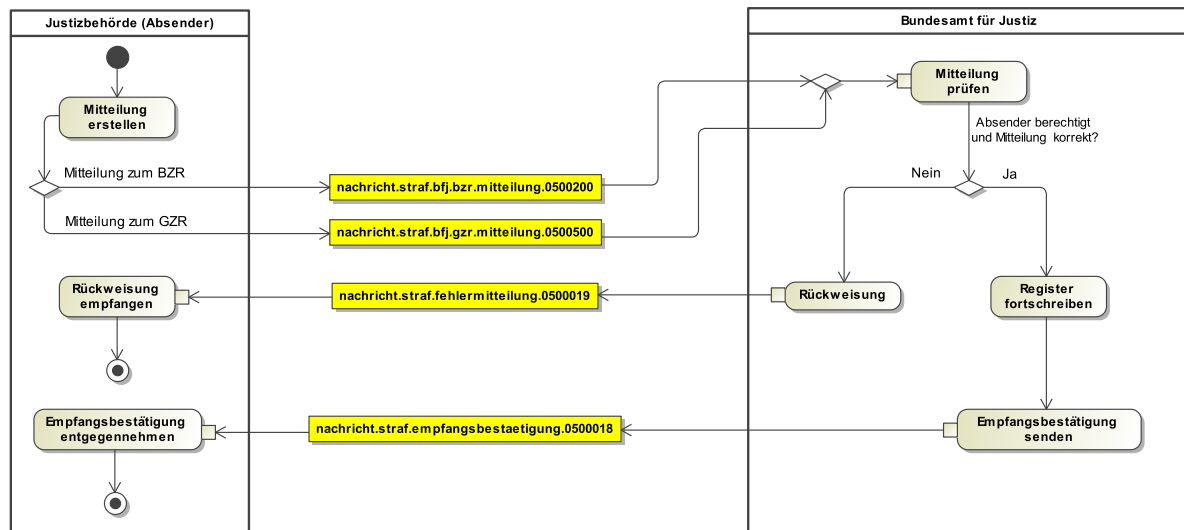 Justizbehörde (Absender)
Bundesamt für Justiz
Mitteilung
erstellen
Mitteilung
prüfen
Absender berechtigt
und Mitteilung korrekt?
Mitteilung zum BZR
nachricht.straf.bfj.bzr.mitteilung.0500200
Nein
Ja
Mitteilung zum GZR
nachricht.straf.bfj.gzr.mitteilung.0500500
Rückweisung
empfangen
nachricht.straf.fehlermitteilung.0500019
Rückweisung
Register
fortschreiben
Empfangsbestätigung
entgegennehmen
nachricht.straf.empfangsbestaetigung.0500018
Empfangsbestätigung
senden